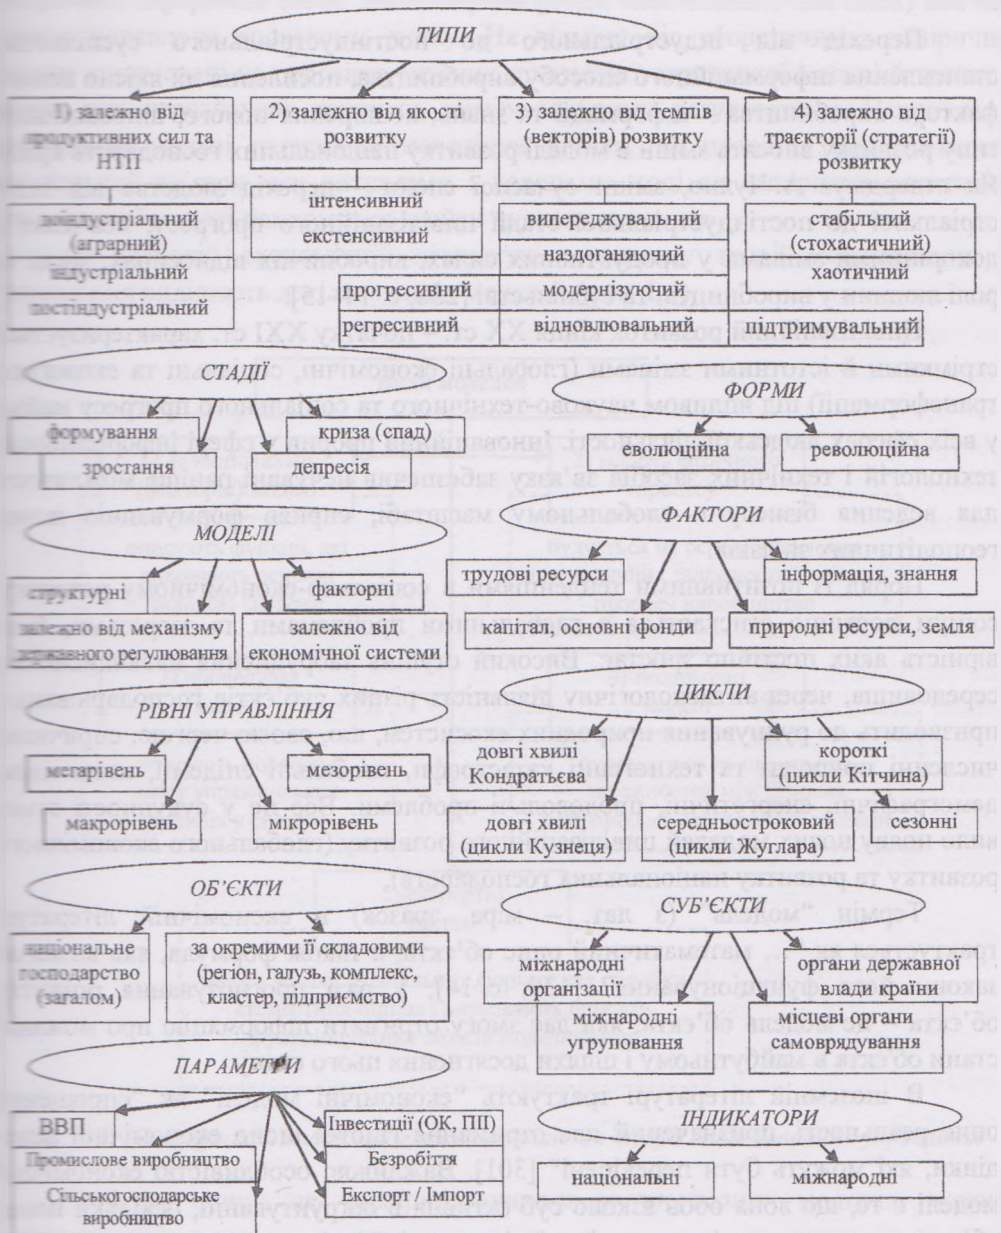 ТИПИ
1) залежно від
продуктивних сил та
НТП
2) залежно від якості
розвитку
3) залежно від темпів
(векторів) розвитку
4) залежно від
траєкторії (стратегії)
розвитку
доіндустріальний
(аграрний)
індустріальний
постіндустріальний
інтенсивний
екстенсивний
прогресивний
регресивний
випереджувальний
наздоганяючий
модернізуючий
відновлювальний
стабільний
(стохастичний)
хаотичний
підтримувальний
СТАДІЇ
формування
зростання
криза (спад)
депресія
ФОРМИ
еволюційна
революційна
МОДЕЛІ
структурні
факторні
залежно від механізму
державного регулювання
залежно від
економічної системи
ФАКТОРИ
трудові ресурси
інформація, знання
капітал, основні фонди
природні ресурси, земля
РІВНІ УПРАВЛІННЯ
мегарівень
мезорівень
макрорівень
мікрорівень
ЦИКЛИ
довгі хвилі
Кондратьєва
короткі
(цикли Кітчина)
довгі хвилі
(цикли Кузнеця)
середньостроковий
(цикли Жуглара)
сезонні
ОБ’ЄКТИ
національне
господарство
(загалом)
за окремими її складовими
(регіон, галузь, комплекс,
кластер, підприємство)
СУБ’ЄКТИ
міжнародні
організації
органи державної
влади країни
міжнародні
угруповання
місцеві органи
самоврядування
ПАРАМЕТРИ
ВВП
Промислове виробництво
Сільськогосподарське
виробництво
Інвестиції (ОК, ПІІ)
Безробіття
Експорт / Імпорт
ІНДИКАТОРИ
національні
міжнародні